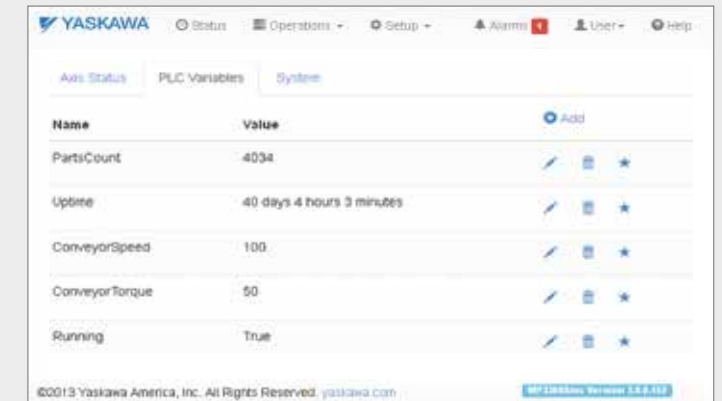 YASKAWA Status Operations Setup Alarms 4 User Help
Axis Status PLC Variables System
Name Value Add
PartsCount 4034
Uptime 40 days 4 hours 3 minutes
ConveyorSpeed 100
ConveyorTorque 50
Running True
©2013 Yaskawa America, Inc. All Rights Reserved. yaskawa.com Version